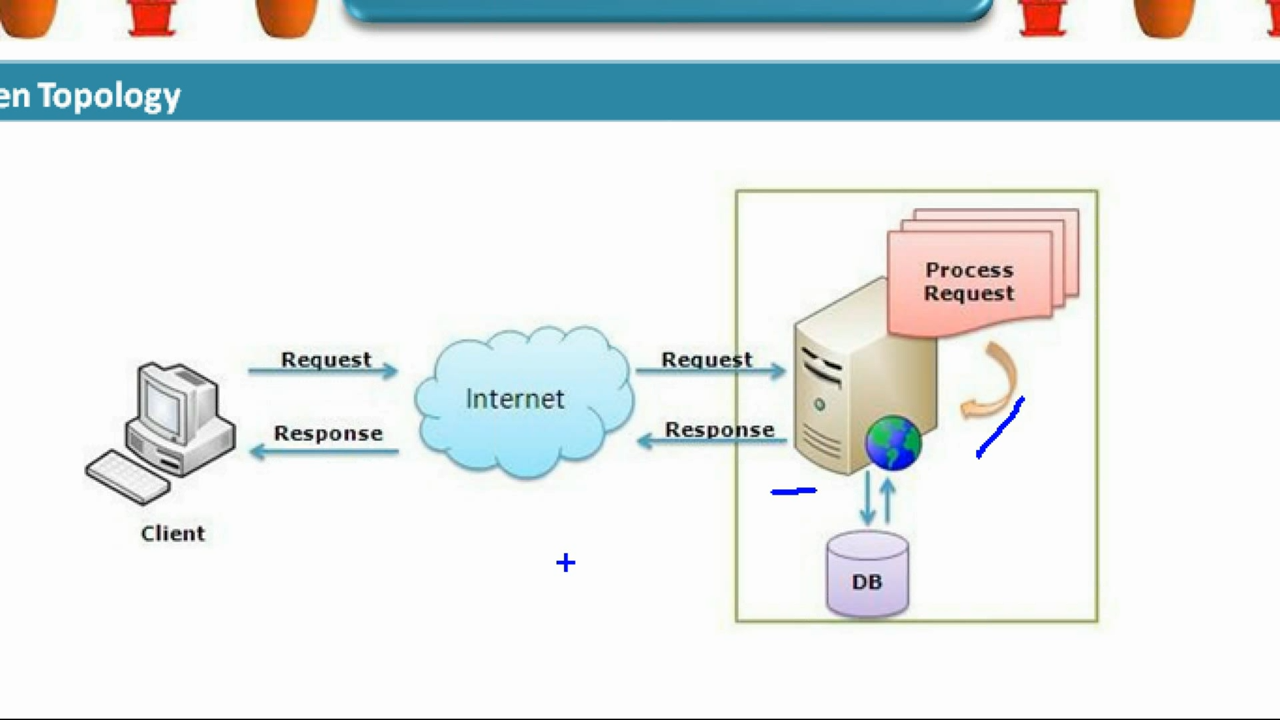 en Topology
Process
Request
Request
Request
Internet
Response
Response
Client
DB